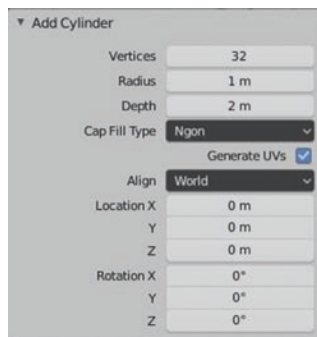 Add Cylinder
Vertices 32
Radius 1 m
Depth 2 m
Cap Fill Type Ngon
Generate UVs
Align World
Location X 0 m
Y 0 m
Z 0 m
Rotation X 0°
Y 0°
Z 0°